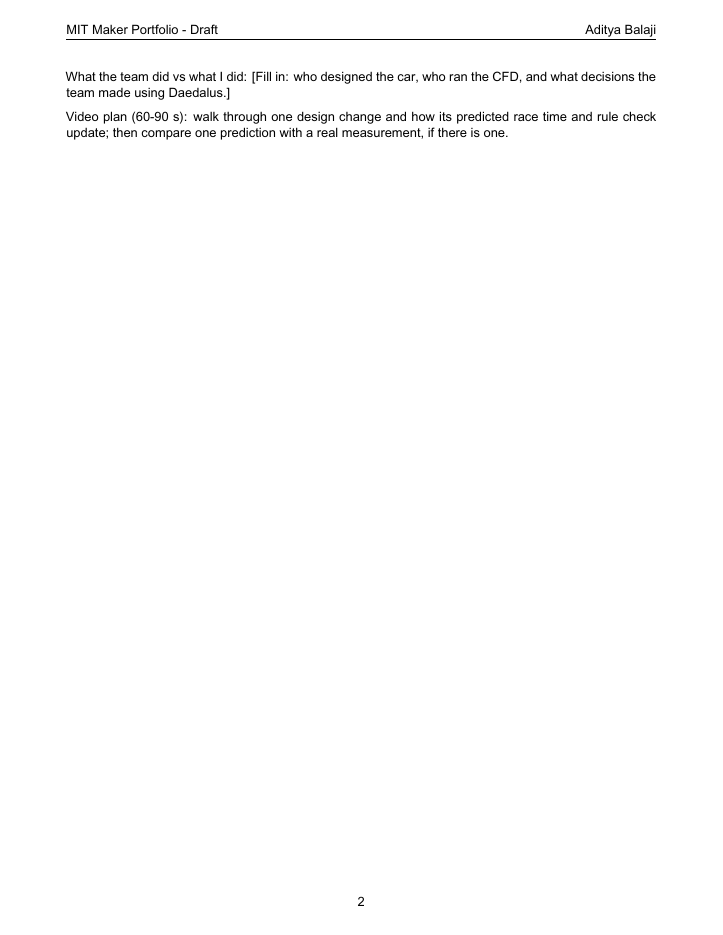 MIT Maker Portfolio - Draft Aditya Balaji
What the team did vs what I did: [Fill in: who designed the car, who ran the CFD, and what decisions the
team made using Daedalus.]
Video plan (60-90 s): walk through one design change and how its predicted race time and rule check
update; then compare one prediction with a real measurement, if there is one.
2